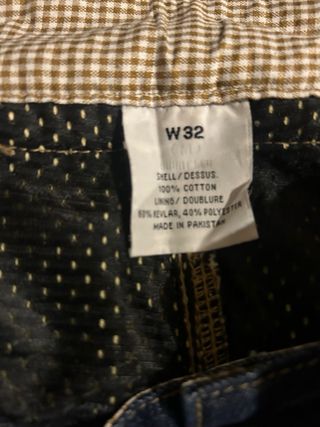 W32
SHELL/DESSUS.
100% COTTON
LINING/DOUBLURE
60% KEVLAR, 40% POLYESTER
MADE IN PAKISTAN